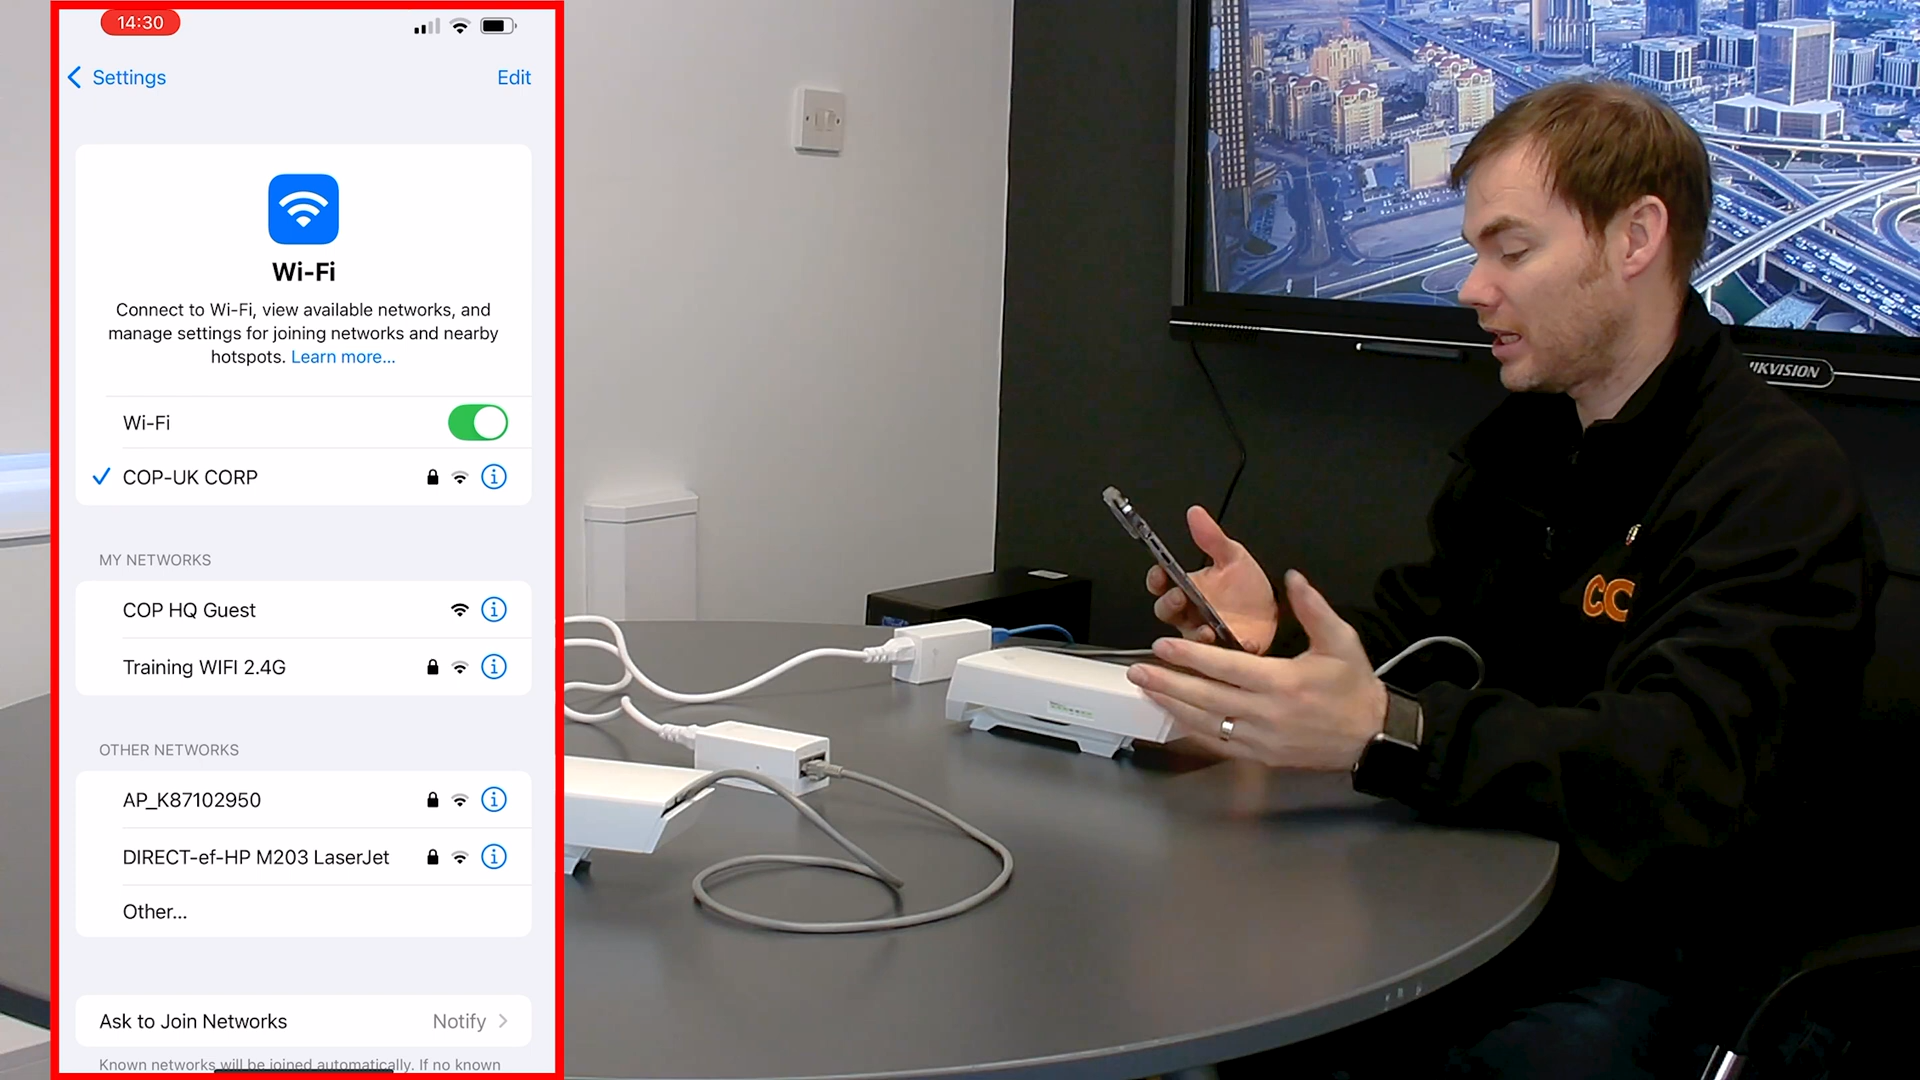 14:30
Settings
Edit
Wi-Fi
Connect to Wi-Fi, view available networks, and
manage settings for joining networks and nearby
hotspots. Learn more...
Wi-Fi
COP-UK CORP
MY NETWORKS
COP HQ Guest
Training WIFI 2.4G
OTHER NETWORKS
AP_K87102950
DIRECT-ef-HP M203 LaserJet
Other...
Ask to Join Networks
Notify
Known networks will be joined automatically. If no known
IKVISION